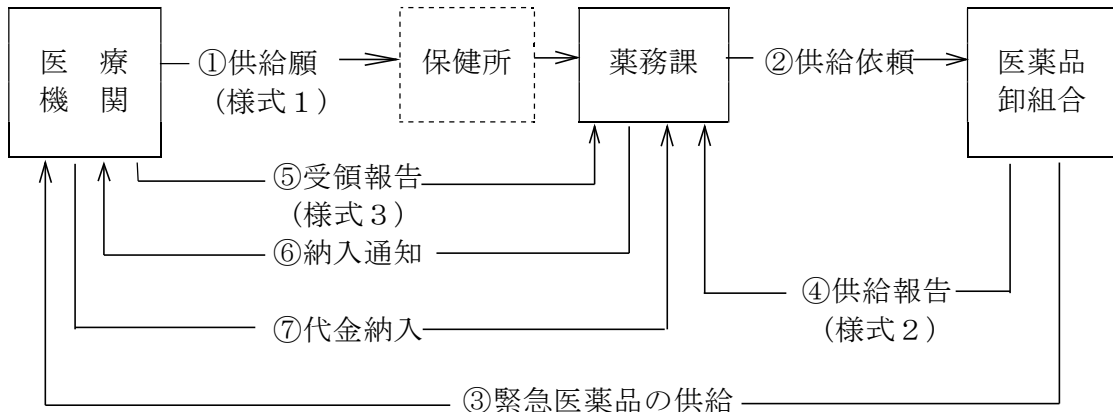 医療
機関
①供給願
（様式１）
保健所
薬務課
②供給依頼
医薬品
卸組合
⑤受領報告
（様式３）
⑥納入通知
④供給報告
（様式２）
⑦代金納入
③緊急医薬品の供給